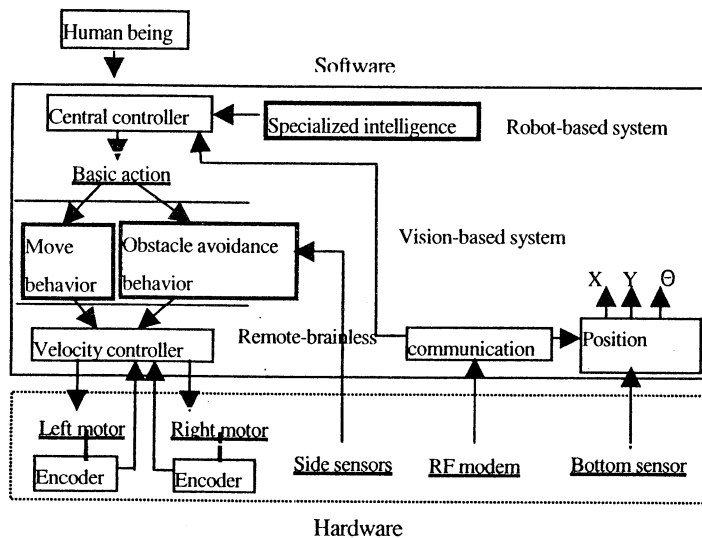 Human being
Software
Central controller
Specialized intelligence
Robot-based system
Basic action
Move
behavior
Obstacle avoidance
behavior
Vision-based system
X Y Θ
Velocity controller
Remote-brainless
communication
Position
Left motor
Right motor
Encoder
Encoder
Side sensors
RF modem
Bottom sensor
Hardware